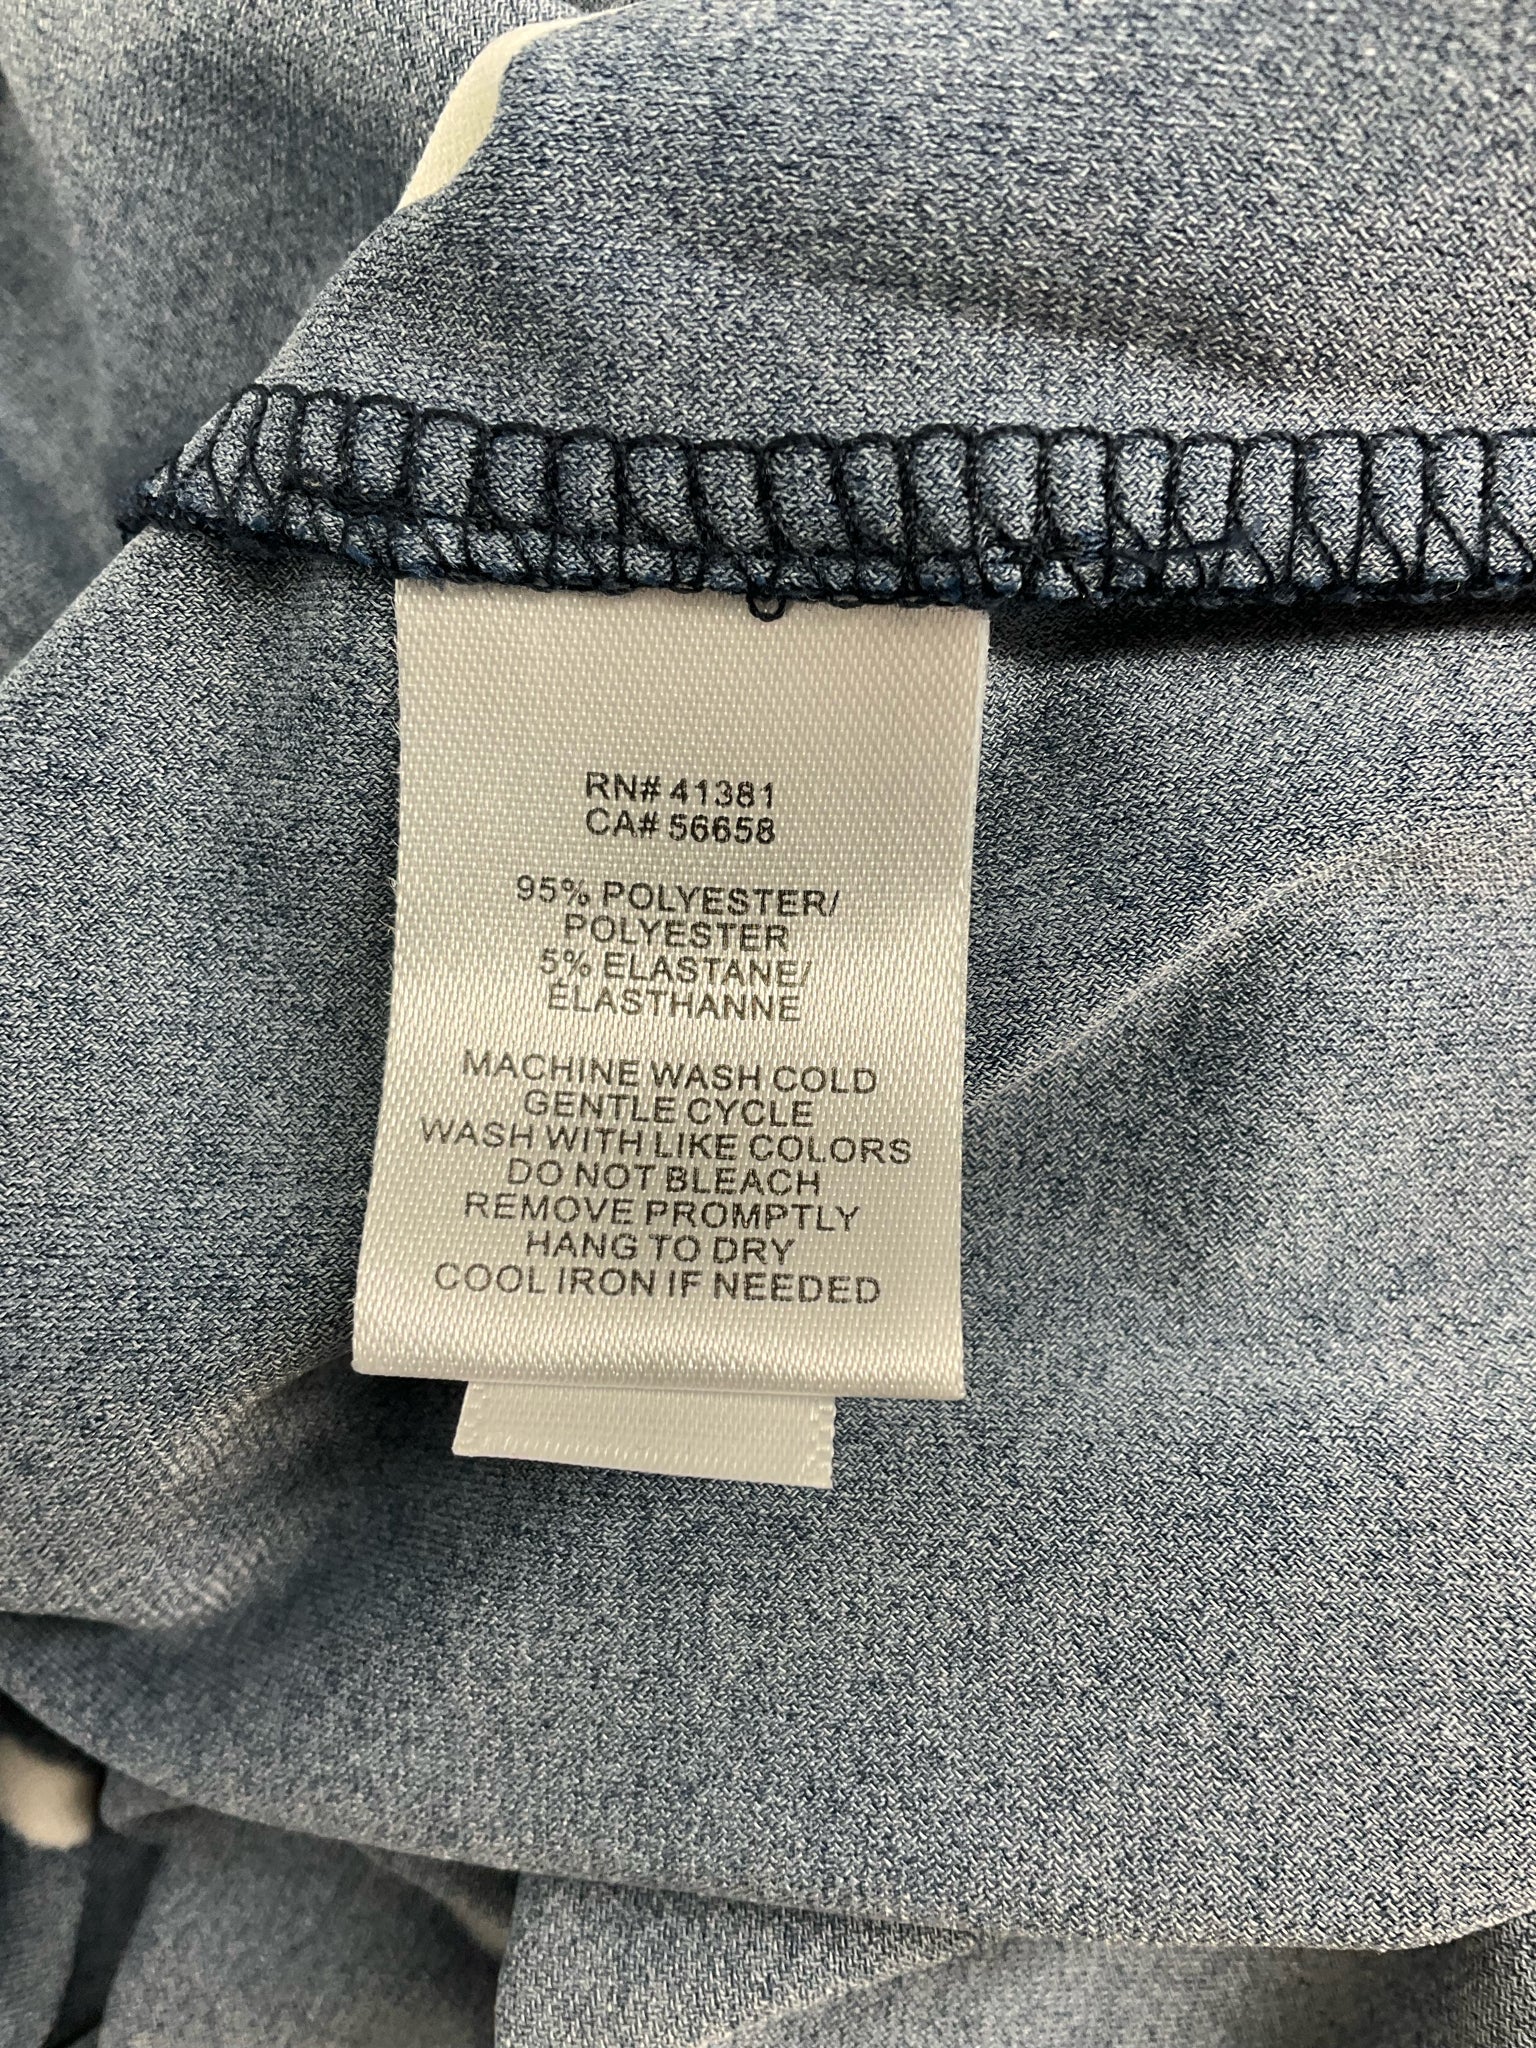 RN# 41381
CA# 56658
95% POLYESTER/
POLYESTER
5% ELASTANE/
ÉLASTHANNE
MACHINE WASH COLD
GENTLE CYCLE
WASH WITH LIKE COLORS
DO NOT BLEACH
REMOVE PROMPTLY
HANG TO DRY
COOL IRON IF NEEDED